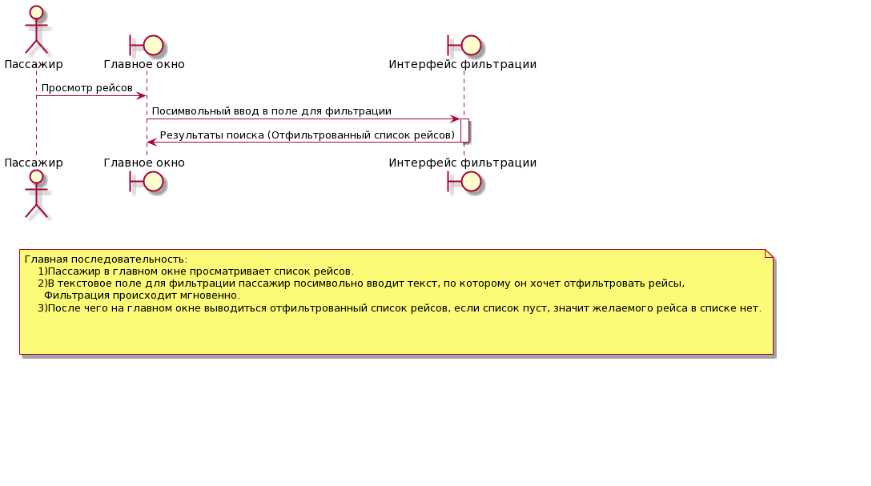 Пассажир
Главное окно
Интерфейс фильтрации
Просмотр рейсов
Посимвольный ввод в поле для фильтрации
Результаты поиска (Отфильтрованный список рейсов)
Пассажир
Главное окно
Интерфейс фильтрации
Главная последовательность:
1)Пассажир в главном окне просматривает список рейсов.
2)В текстовое поле для фильтрации пассажир посимвольно вводит текст, по которому он хочет отфильтровать рейсы,
Фильтрация происходит мгновенно.
3)После чего на главном окне выводиться отфильтрованный список рейсов, если список пуст, значит желаемого рейса в списке нет.